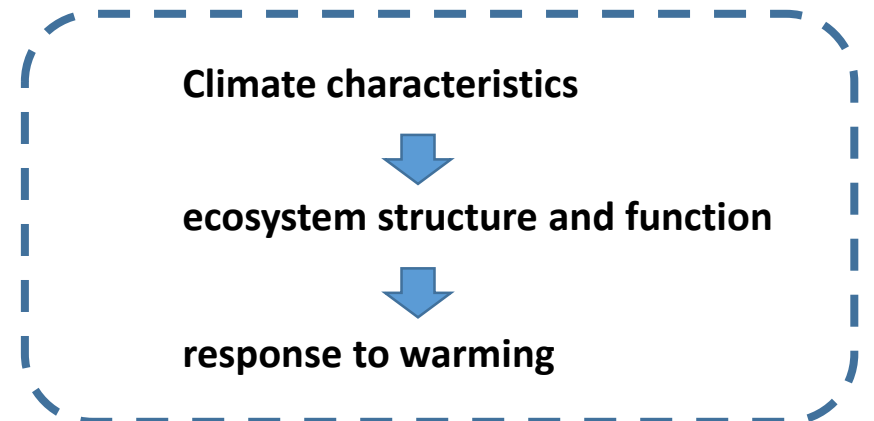 Climate characteristics
ecosystem structure and function
response to warming